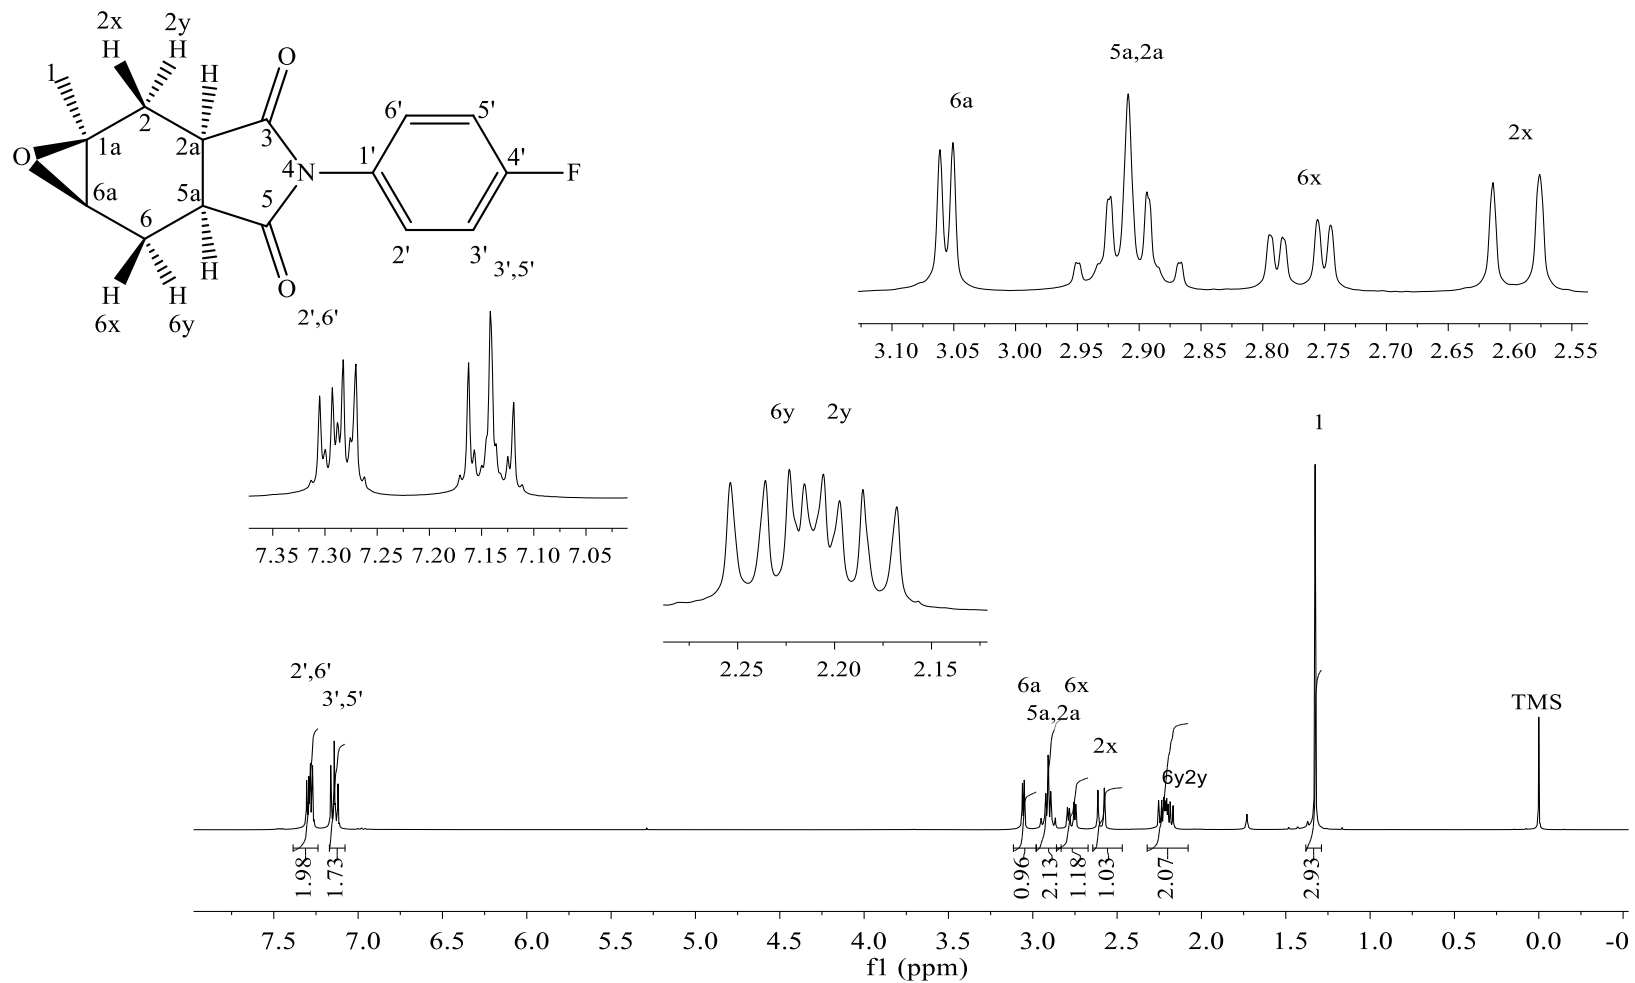 2x 2y
H H
1 H O
6' 5'
2 3
O 1a 2a 1' 4' F
4 N
6a 5a
6 5
2' 3'
H O
H H
6x 6y
5a,2a
6a
2x
6x
3.10 3.05 3.00 2.95 2.90 2.85 2.80 2.75 2.70 2.65 2.60 2.55
3',5'
2',6'
7.35 7.30 7.25 7.20 7.15 7.10 7.05
6y 2y
2.25 2.20 2.15
1
2',6'
3',5'
6a 6x
5a,2a
2x
6y2y
TMS
1.98 1.73 0.96 2.13 1.18 1.03 2.07 2.93
7.5 7.0 6.5 6.0 5.5 5.0 4.5 4.0 3.5 3.0 2.5 2.0 1.5 1.0 0.5 0.0 -0
f1 (ppm)